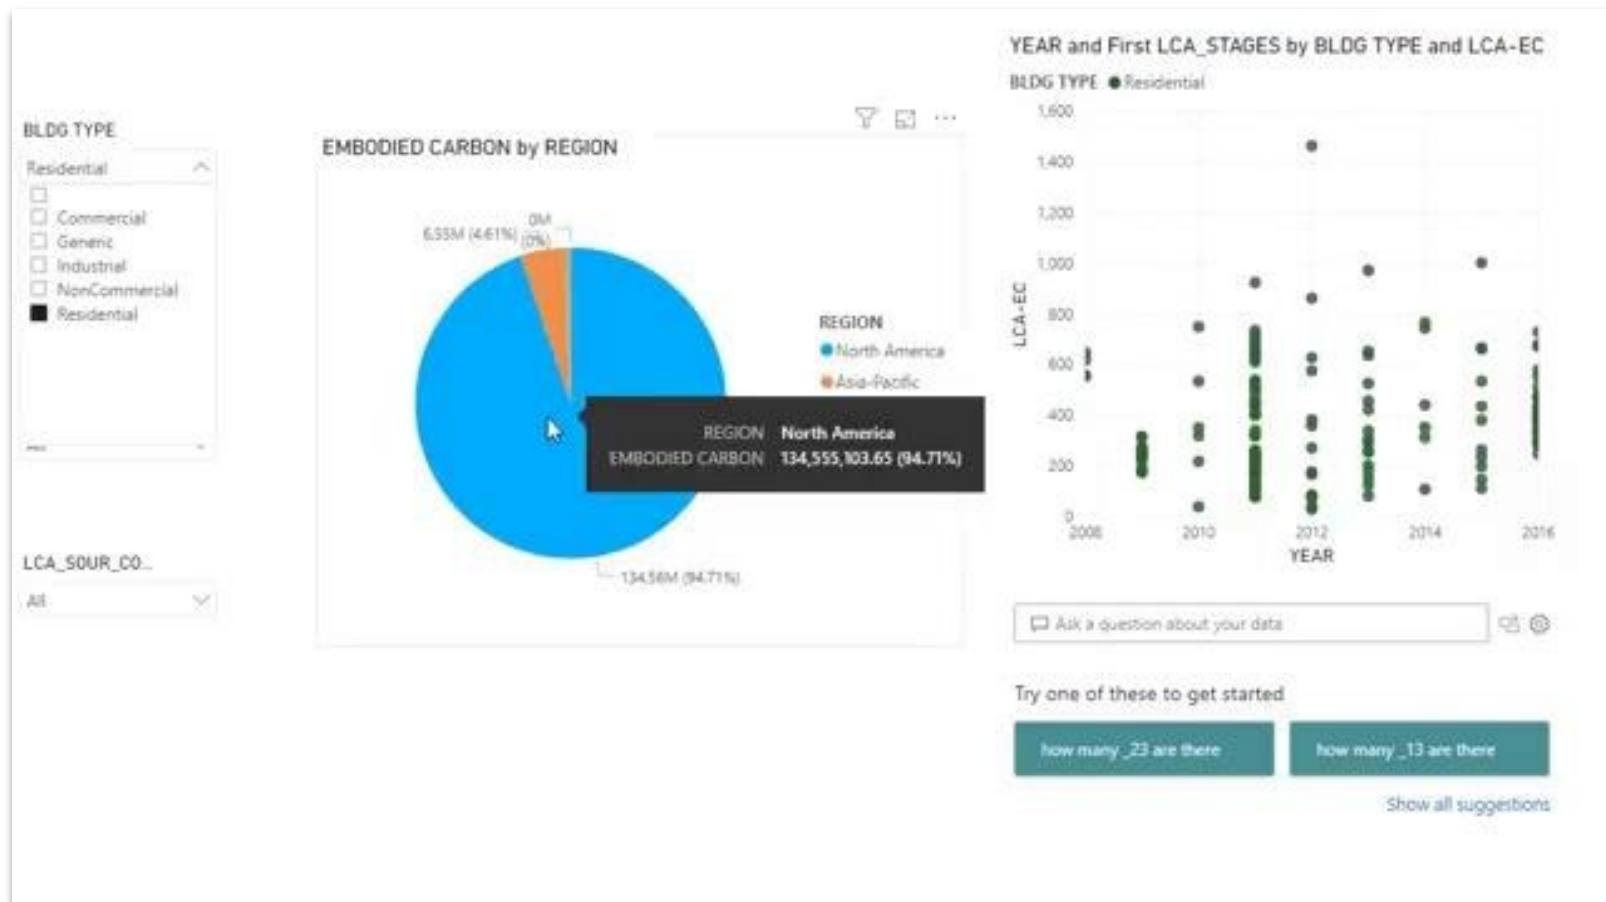 YEAR and First LCA_STAGES by BLDG TYPE and LCA-EC
BLDG TYPE Residential
BLDG TYPE
Residential
Commercial
Generic
Industrial
NonCommercial
Residential
LCA_SOUR_CO...
All
EMBODIED CARBON by REGION
0M
(0%)
6.55M (4.61%)
134.56M (94.71%)
REGION
North America
Asia-Pacific
REGION North America
EMBODIED CARBON 134,555,103.65 (94.71%)
1,600
1,400
1,200
1,000
800
600
400
200
0
LCA-EC
2008 2010 2012 2014 2016
YEAR
Ask a question about your data
Try one of these to get started
how many _23 are there
how many _13 are there
Show all suggestions